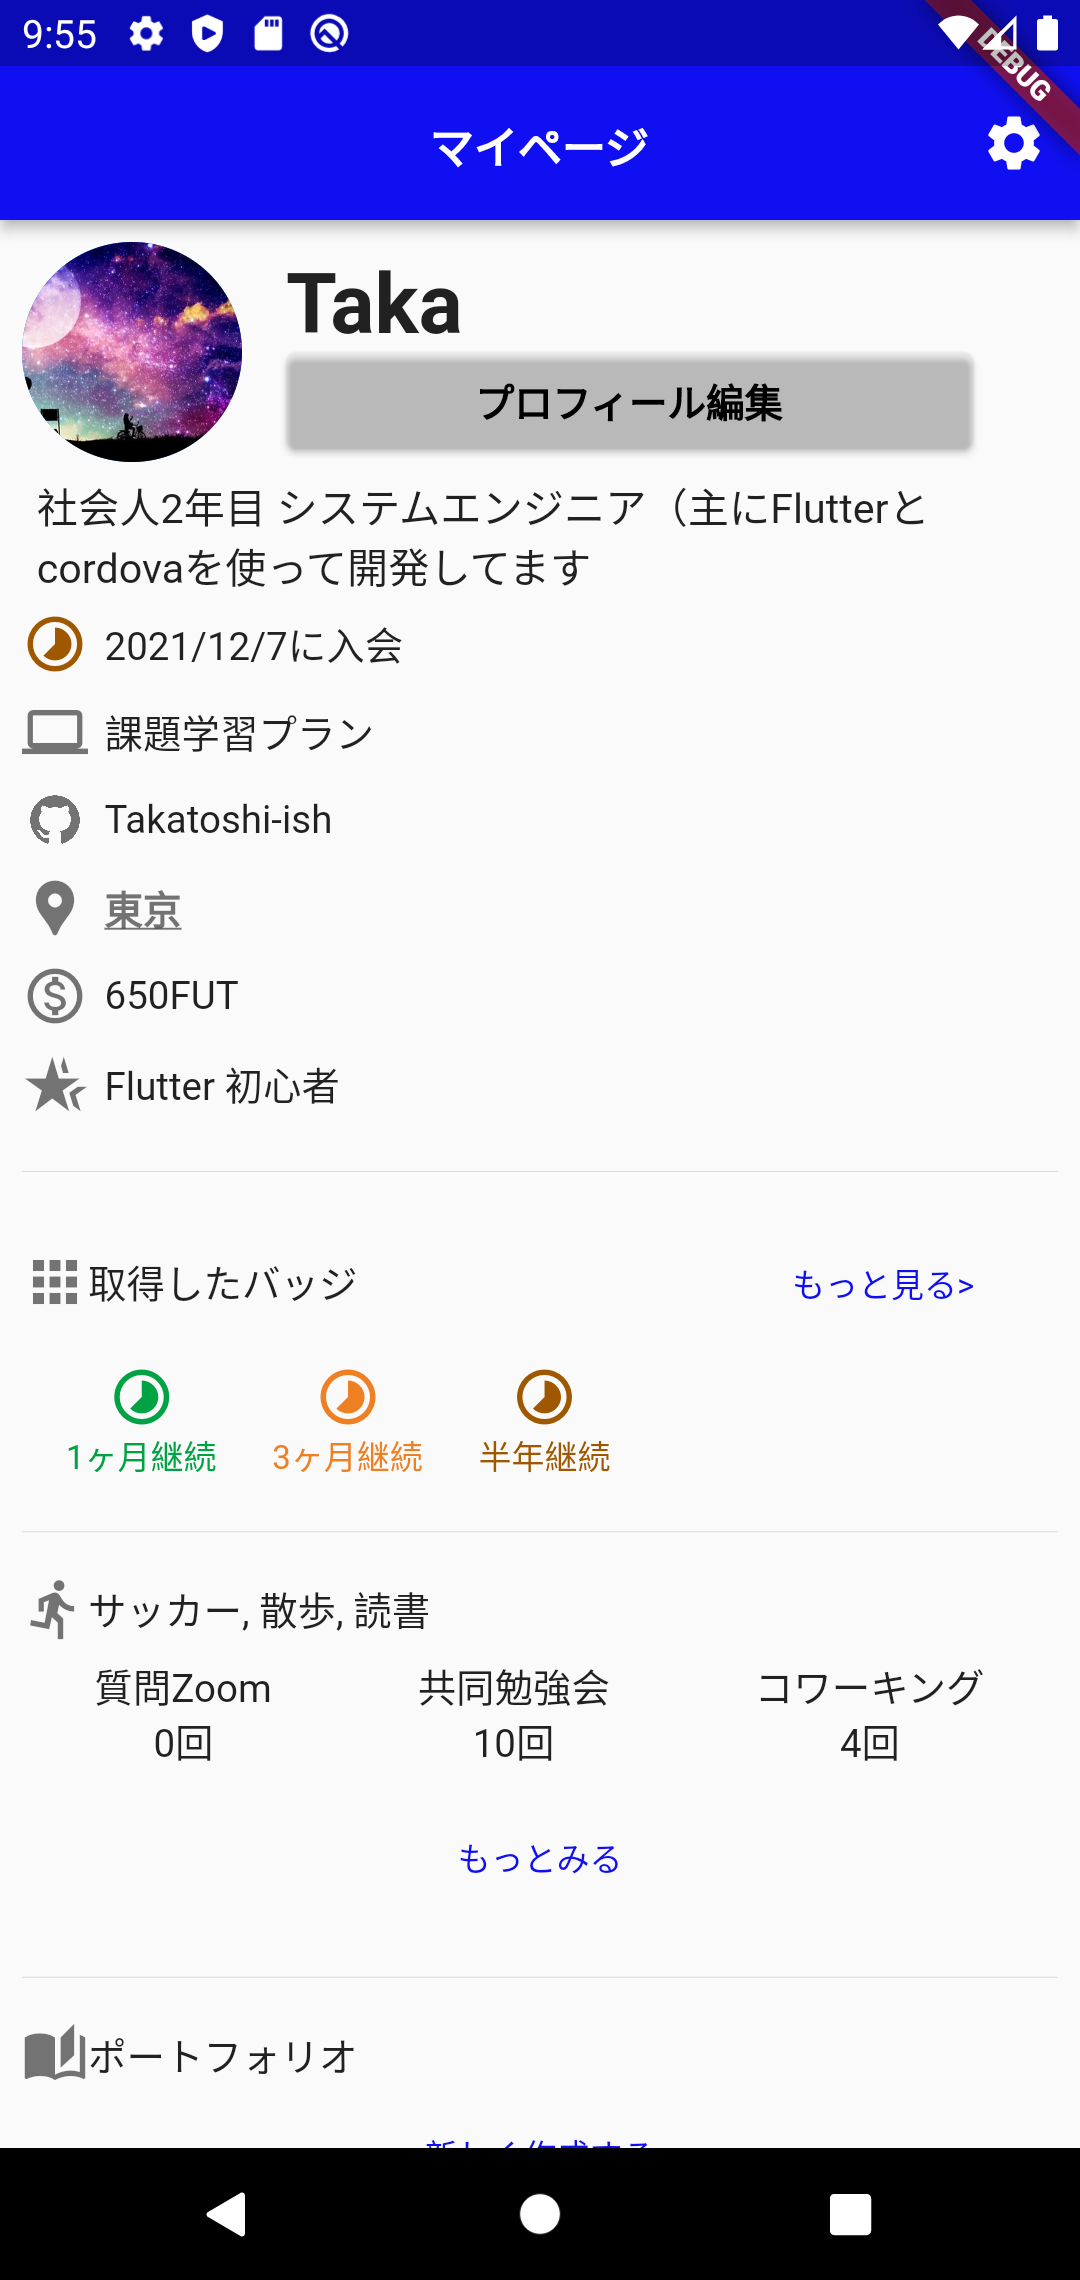 9:55
DEBUG
マイページ
Taka
プロフィール編集
社会人2年目 システムエンジニア（主にFlutterと
cordovaを使って開発してます
2021/12/7に入会
課題学習プラン
Takatoshi-ish
東京
650FUT
Flutter 初心者
取得したバッジ
もっと見る>
1ヶ月継続 3ヶ月継続 半年継続
サッカー, 散歩, 読書
質問Zoom 共同勉強会 コワーキング
0回 10回 4回
もっとみる
ポートフォリオ
新しく作成する